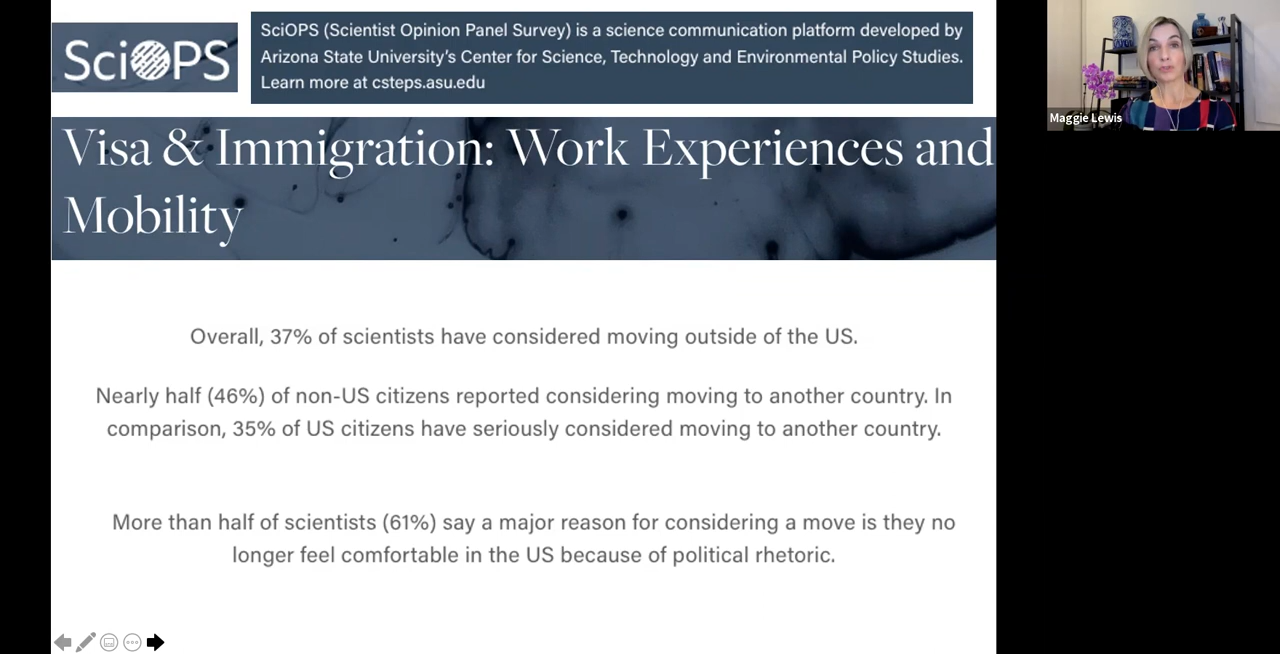 SciOPS
SciOPS (Scientist Opinion Panel Survey) is a science communication platform developed by
Arizona State University's Center for Science, Technology and Environmental Policy Studies.
Learn more at csteps.asu.edu
Maggie Lewis
Visa & Immigration: Work Experiences and
Mobility
Overall, 37% of scientists have considered moving outside of the US.
Nearly half (46%) of non-US citizens reported considering moving to another country. In
comparison, 35% of US citizens have seriously considered moving to another country.
More than half of scientists (61%) say a major reason for considering a move is they no
longer feel comfortable in the US because of political rhetoric.